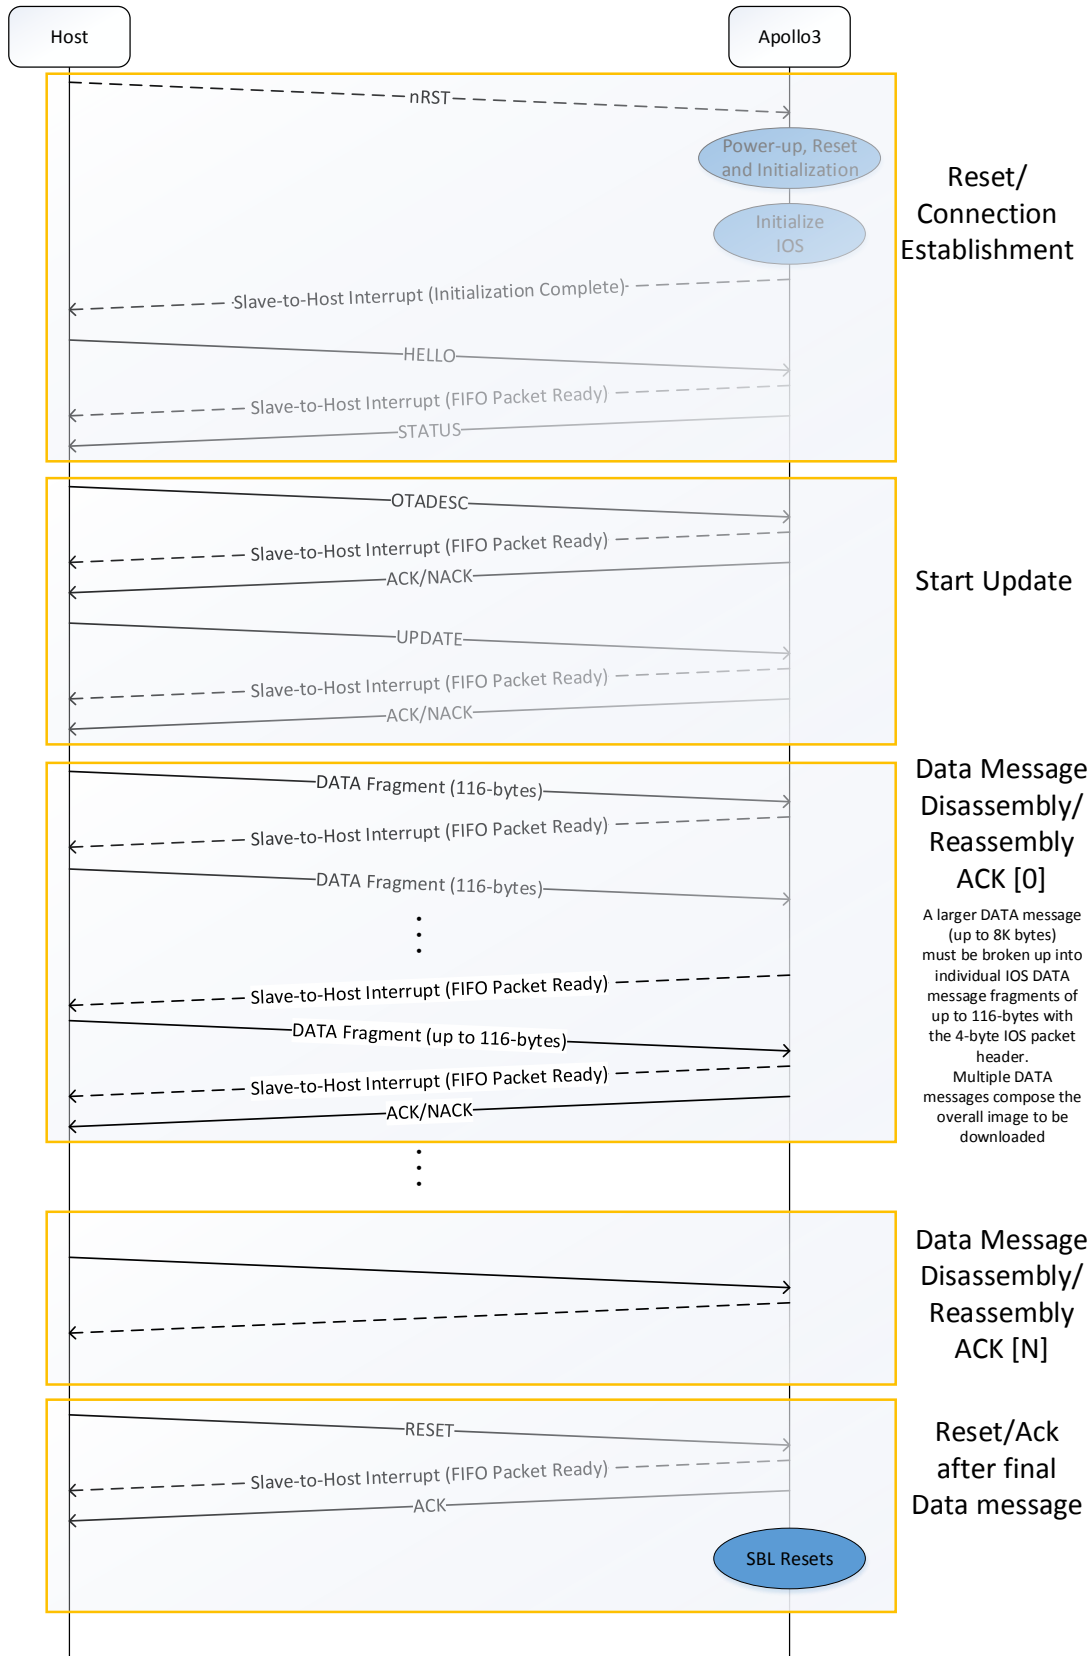 Host
Apollo3
nRST
Power-up, Reset
and Initialization
Initialize
IOS
Slave-to-Host Interrupt (Initialization Complete)
HELLO
Slave-to-Host Interrupt (FIFO Packet Ready)
STATUS
Reset/
Connection
Establishment
OTADESC
Slave-to-Host Interrupt (FIFO Packet Ready)
ACK/NACK
UPDATE
Slave-to-Host Interrupt (FIFO Packet Ready)
ACK/NACK
Start Update
DATA Fragment (116-bytes)
Slave-to-Host Interrupt (FIFO Packet Ready)
DATA Fragment (116-bytes)
Slave-to-Host Interrupt (FIFO Packet Ready)
DATA Fragment (up to 116-bytes)
Slave-to-Host Interrupt (FIFO Packet Ready)
ACK/NACK
Data Message
Disassembly/
Reassembly
ACK [0]
A larger DATA message
(up to 8K bytes)
must be broken up into
individual IOS DATA
message fragments of
up to 116-bytes with
the 4-byte IOS packet
header.
Multiple DATA
messages compose the
overall image to be
downloaded
Data Message
Disassembly/
Reassembly
ACK [N]
RESET
Slave-to-Host Interrupt (FIFO Packet Ready)
ACK
SBL Resets
Reset/Ack
after final
Data message